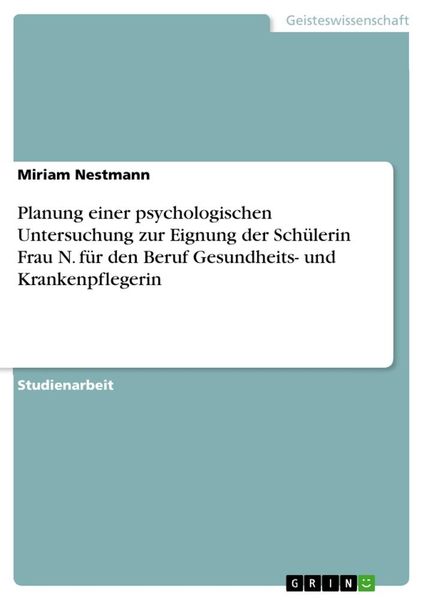 Geisteswissenschaft
Miriam Nestmann
Planung einer psychologischen
Untersuchung zur Eignung der Schülerin
Frau N. für den Beruf Gesundheits- und
Krankenpflegerin
Studienarbeit
GRIN